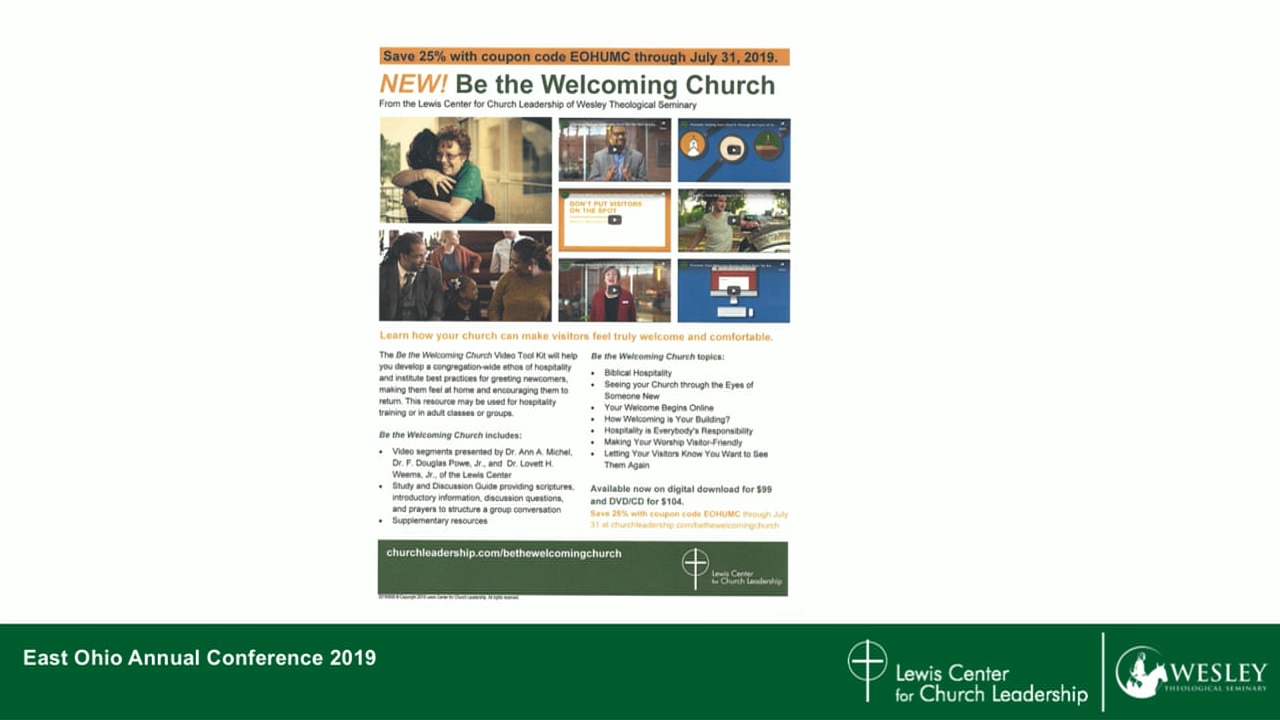 Save 25% with coupon code EOHUMC through July 31, 2019.
NEW! Be the Welcoming Church
From the Lewis Center for Church Leadership of Wesley Theological Seminary
DON'T PUT VISITORS
ON THE SPOT
Learn how your church can make visitors feel truly welcome and comfortable.
The Be the Welcoming Church Video Tool Kit will help
you develop a congregation-wide ethos of hospitality
and institute best practices for greeting newcomers,
making them feel at home and encouraging them to
return. This resource may be used for hospitality
training or in adult classes or groups.
Be the Welcoming Church includes:
• Video segments presented by Dr. Ann A. Michel,
Dr. F. Douglas Powe, Jr., and Dr. Lovett H.
Weems, Jr., of the Lewis Center
• Study and Discussion Guide providing scriptures,
introductory information, discussion questions,
and prayers to structure a group conversation
• Supplementary resources
Be the Welcoming Church topics:
• Biblical Hospitality
• Seeing your Church through the Eyes of
Someone New
• Your Welcome Begins Online
• How Welcoming is Your Building?
• Hospitality is Everybody's Responsibility
• Making Your Worship Visitor-Friendly
• Letting Your Visitors Know You Want to See
Them Again
Available now on digital download for $99
and DVD/CD for $104.
Save 25% with coupon code EOHUMC through July
31 at churchleadership.com/bethewelcomingchurch
churchleadership.com/bethewelcomingchurch
Lewis Center
for Church Leadership
Copyright 2019 Lewis Center for Church Leadership. All rights reserved.
East Ohio Annual Conference 2019
Lewis Center
for Church Leadership
WESLEY
THEOLOGICAL SEMINARY